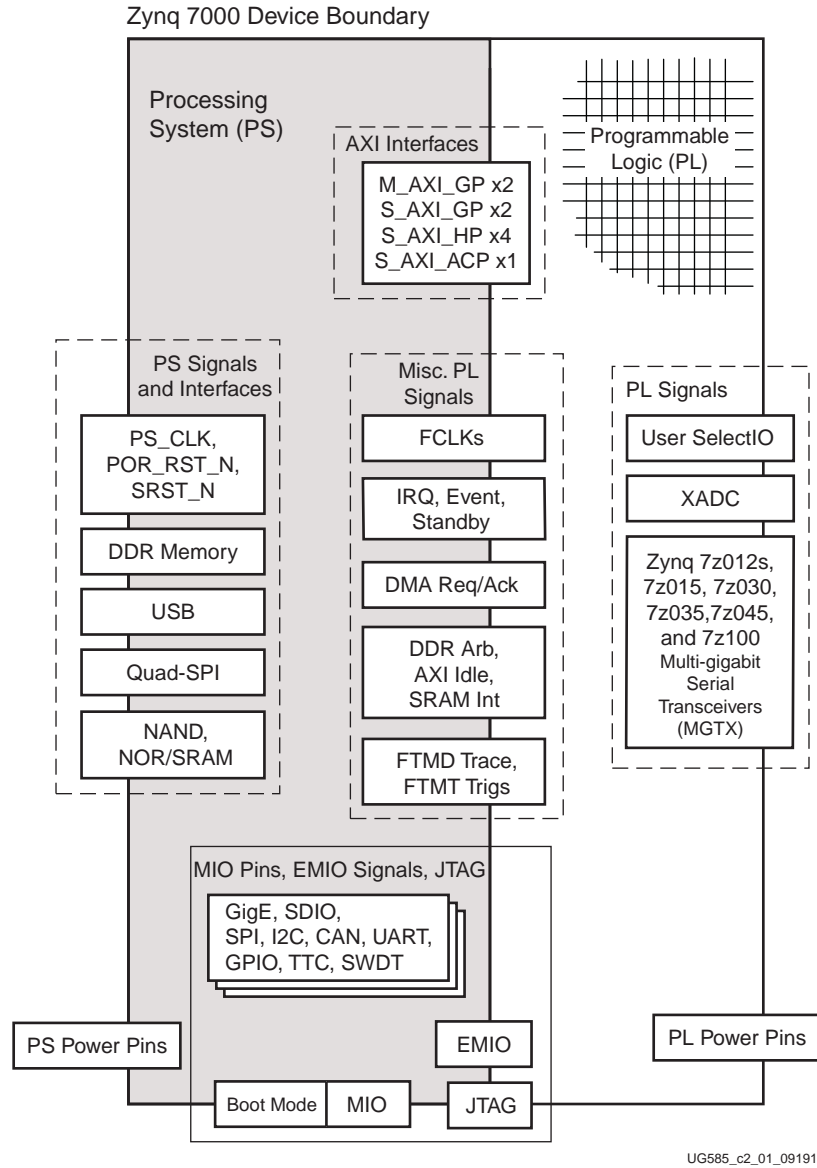 Zynq 7000 Device Boundary
Processing
System (PS)
AXI Interfaces
M_AXI_GP x2
S_AXI_GP x2
S_AXI_HP x4
S_AXI_ACP x1
Programmable
Logic (PL)
PS Signals
and Interfaces
PS_CLK,
POR_RST_N,
SRST_N
DDR Memory
USB
Quad-SPI
NAND,
NOR/SRAM
Misc. PL
Signals
FCLKs
IRQ, Event,
Standby
DMA Req/Ack
DDR Arb,
AXI Idle,
SRAM Int
FTMD Trace,
FTMT Trigs
PL Signals
User SelectIO
XADC
Zynq 7z012s,
7z015, 7z030,
7z035,7z045,
and 7z100
Multi-gigabit
Serial
Transceivers
(MGTX)
MIO Pins, EMIO Signals, JTAG
GigE, SDIO,
SPI, I2C, CAN, UART,
GPIO, TTC, SWDT
PS Power Pins
EMIO
PL Power Pins
Boot Mode
MIO
JTAG
UG585_c2_01_09191